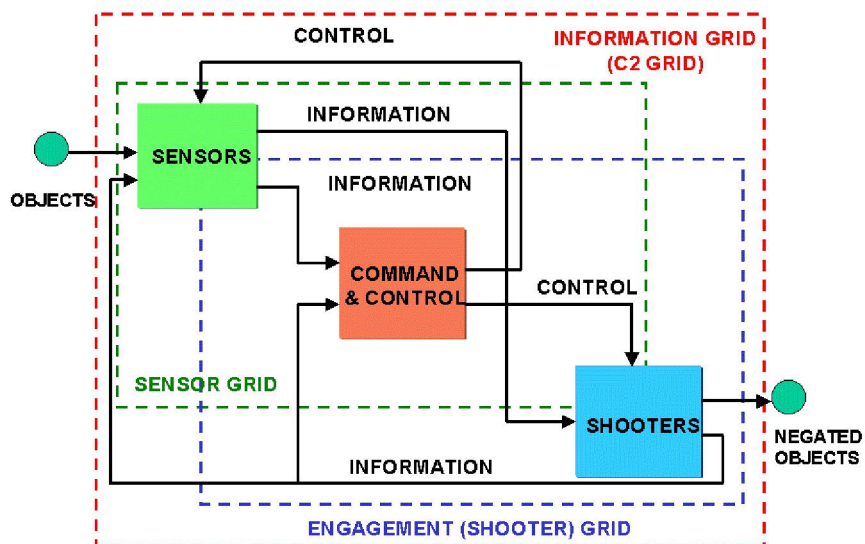 CONTROL
INFORMATION GRID
(C2 GRID)
INFORMATION
SENSORS
INFORMATION
OBJECTS
COMMAND
& CONTROL
CONTROL
SENSOR GRID
SHOOTERS
NEGATED
OBJECTS
INFORMATION
ENGAGEMENT (SHOOTER) GRID